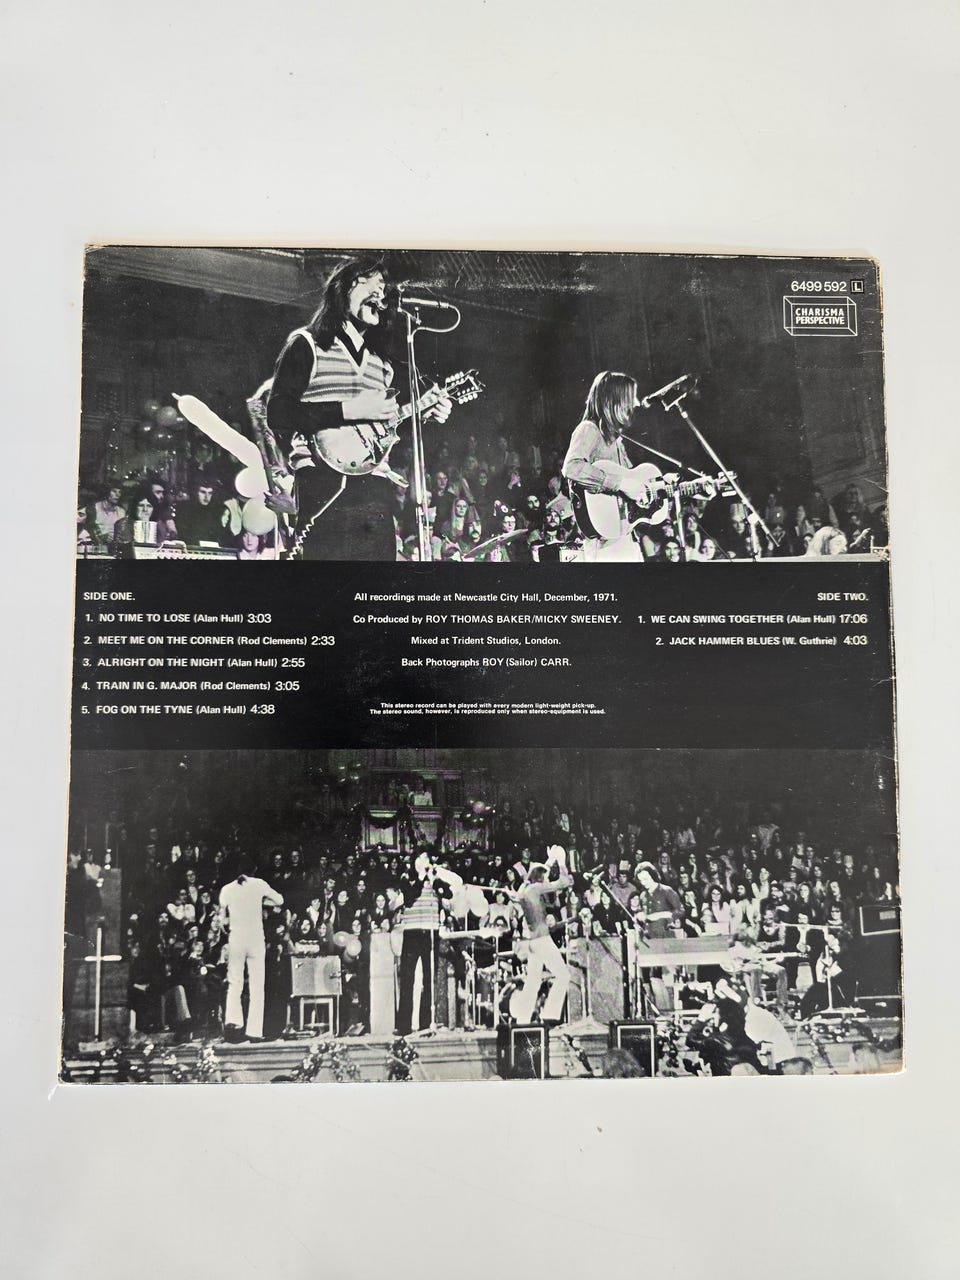 6499 592 L
CHARISMA
PERSPECTIVE
SIDE ONE.
1. NO TIME TO LOSE (Alan Hull) 3:03
2. MEET ME ON THE CORNER (Rod Clements) 2:33
3. ALRIGHT ON THE NIGHT (Alan Hull) 2:55
4. TRAIN IN G. MAJOR (Rod Clements) 3:05
5. FOG ON THE TYNE (Alan Hull) 4:38
All recordings made at Newcastle City Hall, December, 1971.
Co Produced by ROY THOMAS BAKER/MICKY SWEENEY.
Mixed at Trident Studios, London.
Back Photographs ROY (Sailor) CARR.
This stereo record can be played with every modern light-weight pick-up.
The stereo sound, however, is reproduced only when stereo-equipment is used.
SIDE TWO.
1. WE CAN SWING TOGETHER (Alan Hull) 17:06
2. JACK HAMMER BLUES (W. Guthrie) 4:03